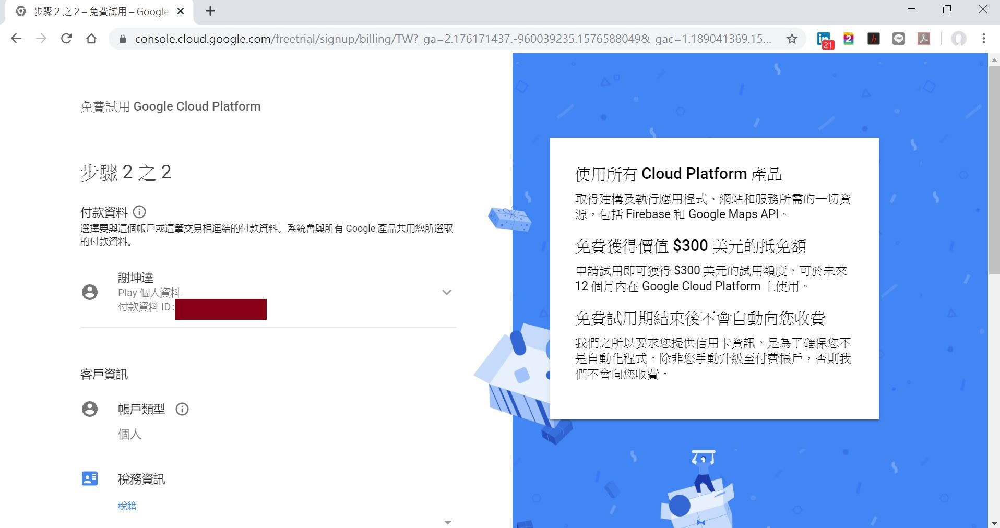 步驟 2 之 2 – 免費試用 – Google
console.cloud.google.com/freetrial/signup/billing/TW?_ga=2.176171437.-960039235.1576588049&_gac=1.189041369.15...
21
2
h
LINE
免費試用 Google Cloud Platform
步驟 2 之 2
付款資料
選擇要與這個帳戶或這筆交易相連結的付款資料。系統會與所有 Google 產品共用您所選取
的付款資料。
謝坤達
Play 個人資料
付款資料 ID:
客戶資訊
帳戶類型
個人
稅務資訊
稅籍
使用所有 Cloud Platform 產品
取得建構及執行應用程式、網站和服務所需的一切資
源，包括 Firebase 和 Google Maps API。
免費獲得價值 $300 美元的抵免額
申請試用即可獲得 $300 美元的試用額度，可於未來
12 個月內在 Google Cloud Platform 上使用。
免費試用期結束後不會自動向您收費
我們之所以要求您提供信用卡資訊，是為了確保您不
是自動化程式。除非您手動升級至付費帳戶，否則我
們不會向您收費。